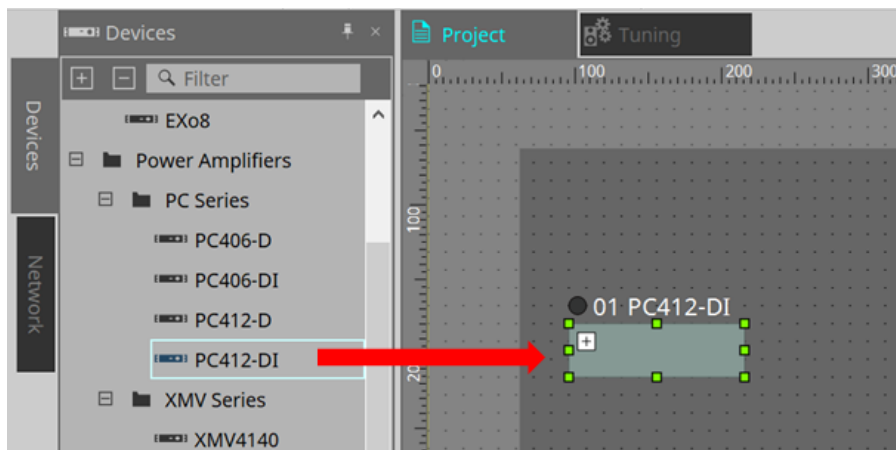 Devices
Filter
EXo8
Power Amplifiers
PC Series
PC406-D
PC406-DI
PC412-D
PC412-DI
XMV Series
XMV4140
Devices
Network
Project
Tuning
0 100 200 300
100
20
01 PC412-DI